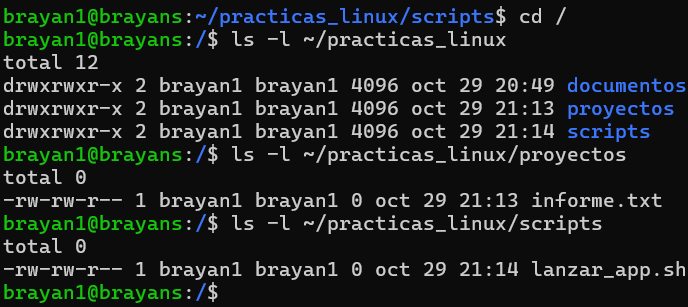 brayan1@brayans:~/practicas_linux/scripts$ cd /
brayan1@brayans:/$ ls -l ~/practicas_linux
total 12
drwxrwxr-x 2 brayan1 brayan1 4096 oct 29 20:49 documentos
drwxrwxr-x 2 brayan1 brayan1 4096 oct 29 21:13 proyectos
drwxrwxr-x 2 brayan1 brayan1 4096 oct 29 21:14 scripts
brayan1@brayans:/$ ls -l ~/practicas_linux/proyectos
total 0
-rw-rw-r-- 1 brayan1 brayan1 0 oct 29 21:13 informe.txt
brayan1@brayans:/$ ls -l ~/practicas_linux/scripts
total 0
-rw-rw-r-- 1 brayan1 brayan1 0 oct 29 21:14 lanzar_app.sh
brayan1@brayans:/$